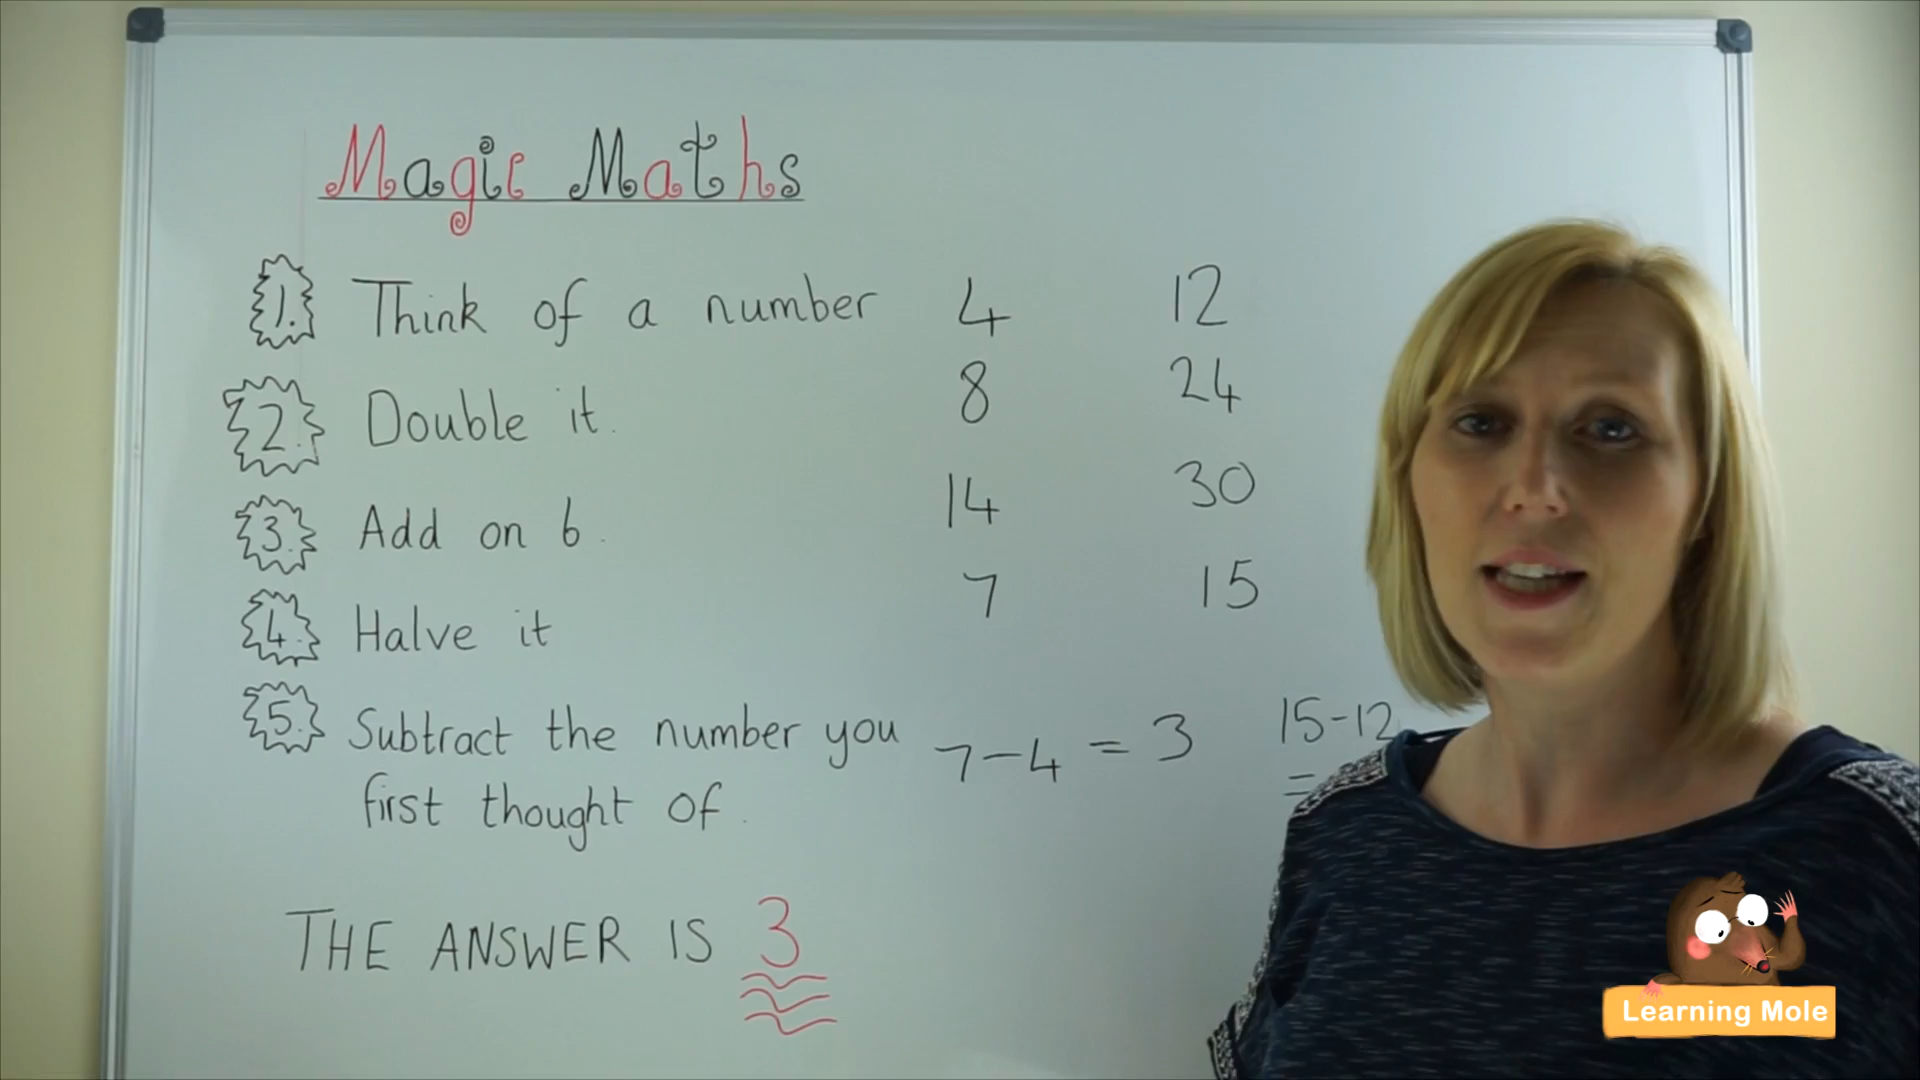 Magic Maths
1. Think of a number 4 12
2. Double it. 8 24
3. Add on 6. 14 30
4. Halve it 7 15
5. Subtract the number you 7-4 = 3 15-12
first thought of. =
THE ANSWER IS 3
Learning Mole